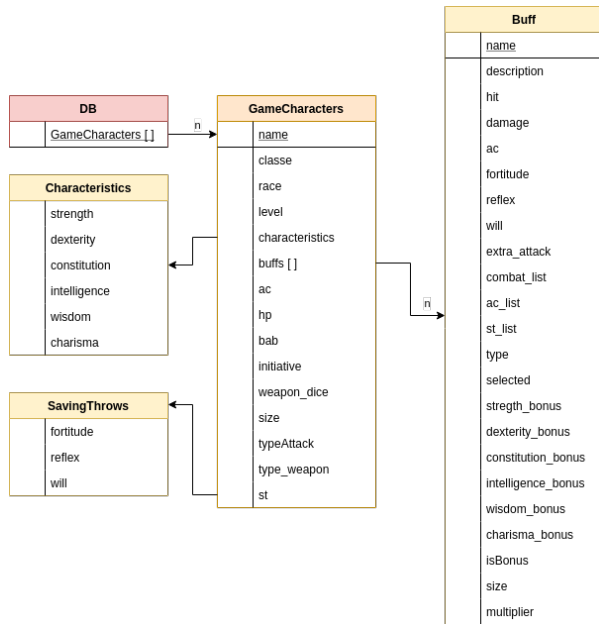 DB
GameCharacters [ ]
n
Characteristics
strength
dexterity
constitution
intelligence
wisdom
charisma
SavingThrows
fortitude
reflex
will
GameCharacters
name
classe
race
level
characteristics
buffs [ ]
ac
hp
bab
initiative
weapon_dice
size
typeAttack
type_weapon
st
n
Buff
name
description
hit
damage
ac
fortitude
reflex
will
extra_attack
combat_list
ac_list
st_list
type
selected
stregth_bonus
dexterity_bonus
constitution_bonus
intelligence_bonus
wisdom_bonus
charisma_bonus
isBonus
size
multiplier